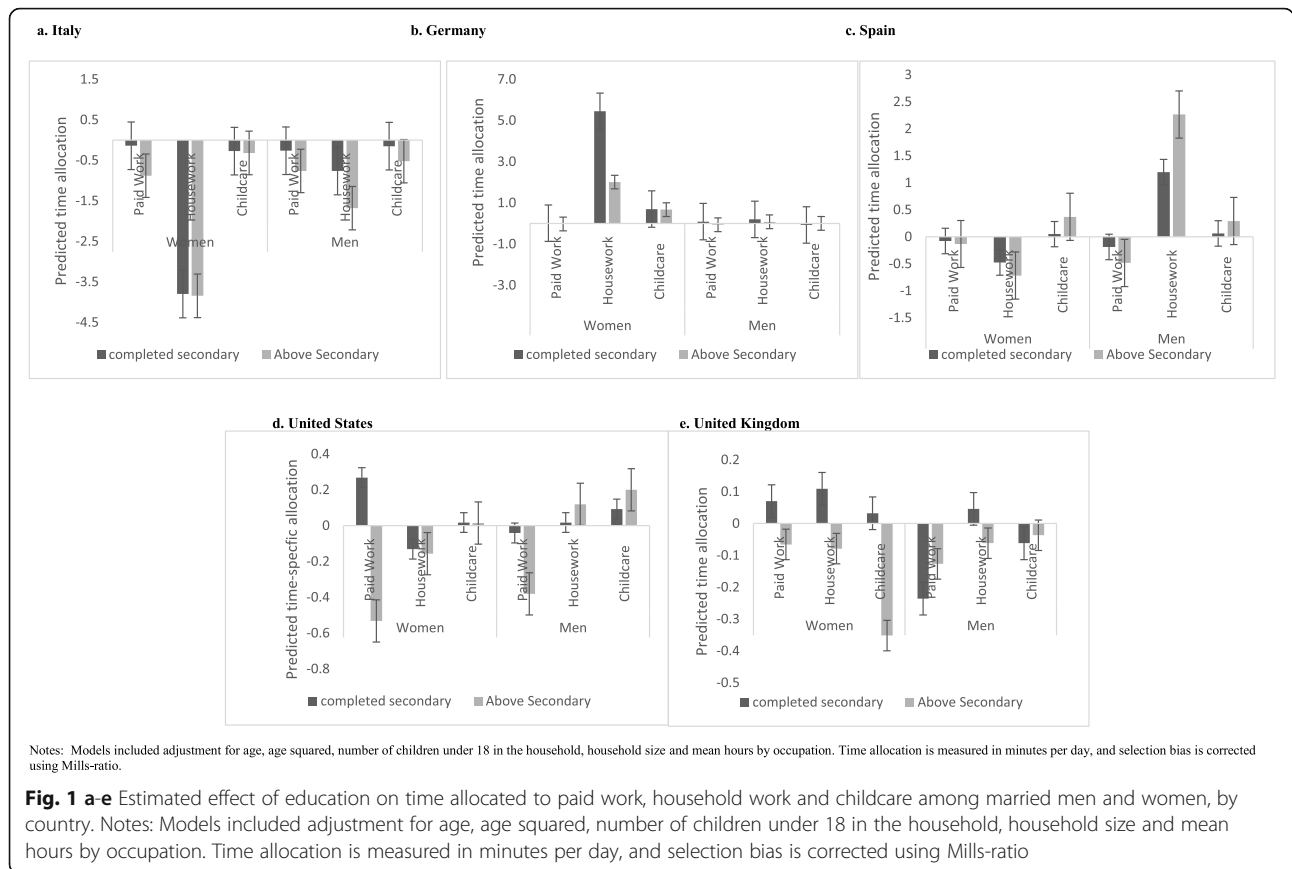 a. Italy
b. Germany
c. Spain
Predicted time allocation
1.5
0.5
-0.5
-1.5
-2.5
-3.5
-4.5
Paid Work
Housework
Childcare
Paid Work
Housework
Childcare
Women
Men
completed secondary
Above Secondary
Predicted time allocation
7.0
5.0
3.0
1.0
-1.0
-3.0
Paid Work
Housework
Childcare
Paid Work
Housework
Childcare
Women
Men
completed secondary
Above Secondary
Predicted time allocation
3
2.5
2
1.5
1
0.5
0
-0.5
-1
-1.5
Paid Work
Housework
Childcare
Paid Work
Housework
Childcare
Women
Men
completed secondary
Above Secondary
d. United States
e. United Kingdom
Predicted time-specfic allocation
0.4
0.2
0
-0.2
-0.4
-0.6
-0.8
Paid Work
Housework
Childcare
Paid Work
Housework
Childcare
Women
Men
completed secondary
Above Secondary
Predicted time allocation
0.2
0.1
0
-0.1
-0.2
-0.3
-0.4
-0.5
Paid Work
Housework
Childcare
Paid Work
Housework
Childcare
Women
Men
completed secondary
Above Secondary
Notes: Models included adjustment for age, age squared, number of children under 18 in the household, household size and mean hours by occupation. Time allocation is measured in minutes per day, and selection bias is corrected
using Mills-ratio.
Fig. 1 a-e Estimated effect of education on time allocated to paid work, household work and childcare among married men and women, by
country. Notes: Models included adjustment for age, age squared, number of children under 18 in the household, household size and mean
hours by occupation. Time allocation is measured in minutes per day, and selection bias is corrected using Mills-ratio